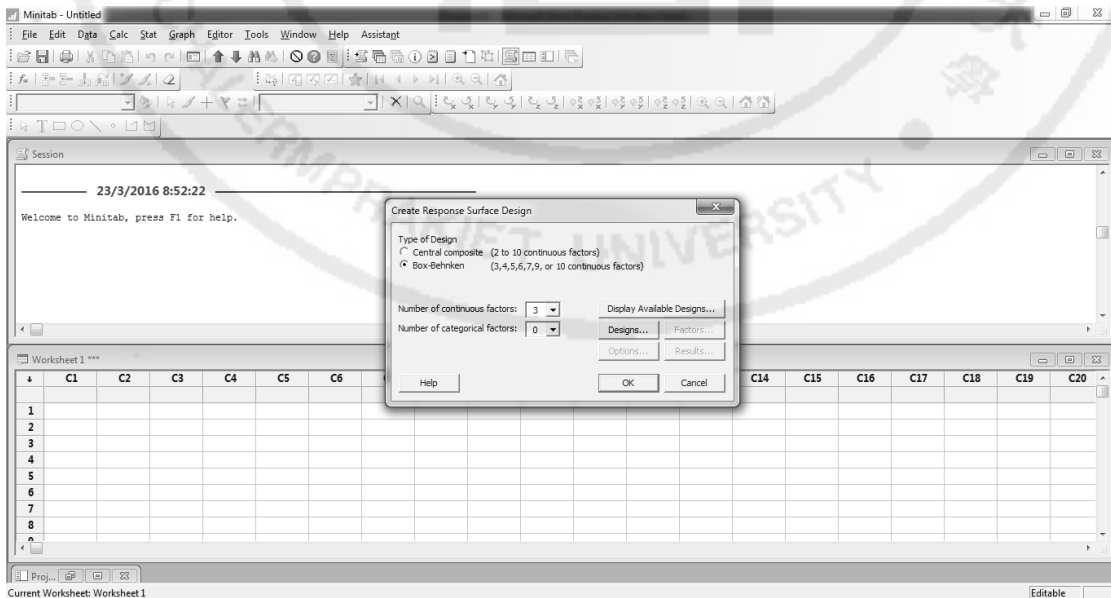 Minitab - Untitled
File Edit Data Calc Stat Graph Editor Tools Window Help Assistant
Session
23/3/2016 8:52:22
Welcome to Minitab, press F1 for help.
Create Response Surface Design
Type of Design
Central composite (2 to 10 continuous factors)
Box-Behnken (3,4,5,6,7,9, or 10 continuous factors)
Number of continuous factors: 3
Display Available Designs...
Number of categorical factors: 0
Designs... Factors...
Options... Results...
Help OK Cancel
Worksheet 1 ***
C1 C2 C3 C4 C5 C6 C14 C15 C16 C17 C18 C19 C20
1
2
3
4
5
6
7
8
Proj...
Current Worksheet: Worksheet 1
Editable
UNIVERSITY